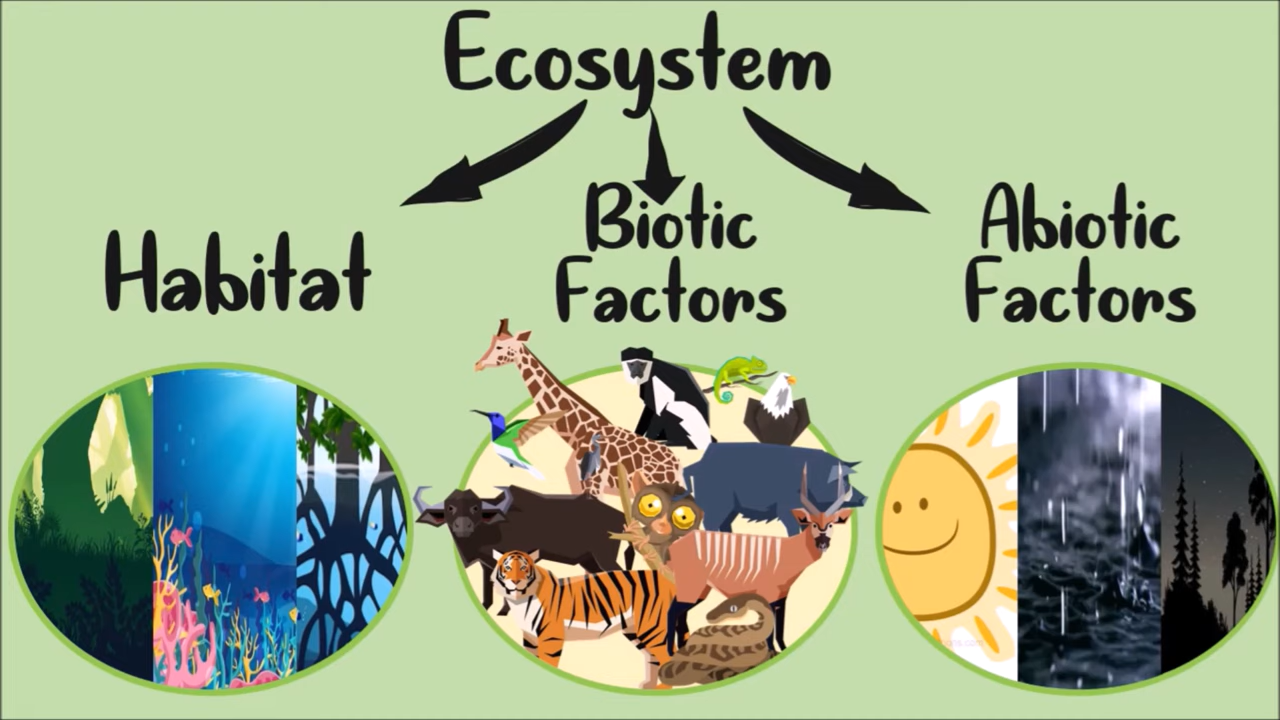 Ecosystem
Habitat
Biotic
Factors
Abiotic
Factors